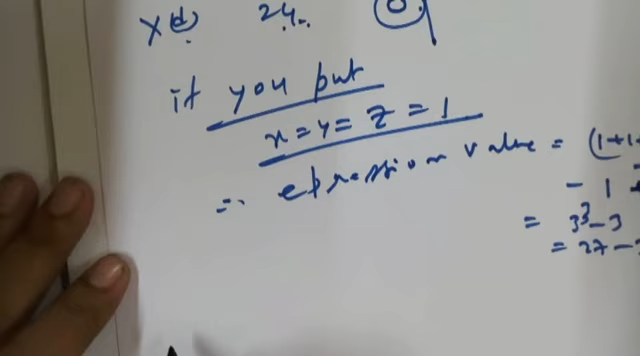 (d) 24
if you put
x = y = z = 1
∴ expression value = (1+1
- 1
= 3³ - 3
= 27 -